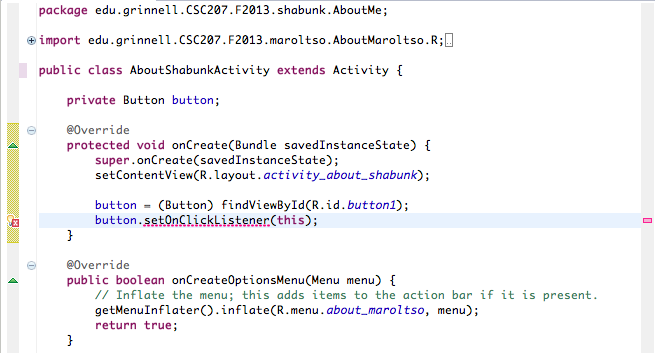 package edu.grinnell.CSC207.F2013.shabunk.AboutMe;
import edu.grinnell.CSC207.F2013.maroltso.AboutMaroltso.R;
public class AboutShabunkActivity extends Activity {
private Button button;
@Override
protected void onCreate(Bundle savedInstanceState) {
super.onCreate(savedInstanceState);
setContentView(R.layout.activity_about_shabunk);
button = (Button) findViewById(R.id.button1);
button.setOnClickListener(this);
}
@Override
public boolean onCreateOptionsMenu(Menu menu) {
// Inflate the menu; this adds items to the action bar if it is present.
getMenuInflater().inflate(R.menu.about_maroltso, menu);
return true;
}